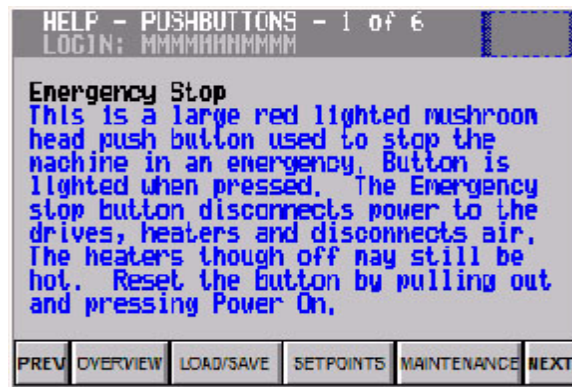 HELP - PUSHBUTTONS - 1 of 6
LOGIN: MMMMMMMMMMM
Emergency Stop
This is a large red lighted mushroom
head push button used to stop the
machine in an emergency. Button is
lighted when pressed. The Emergency
stop button disconnects power to the
drives, heaters and disconnects air.
The heaters though off may still be
hot. Reset the button by pulling out
and pressing Power On.
PREV OVERVIEW LOAD/SAVE SETPOINTS MAINTENANCE NEXT